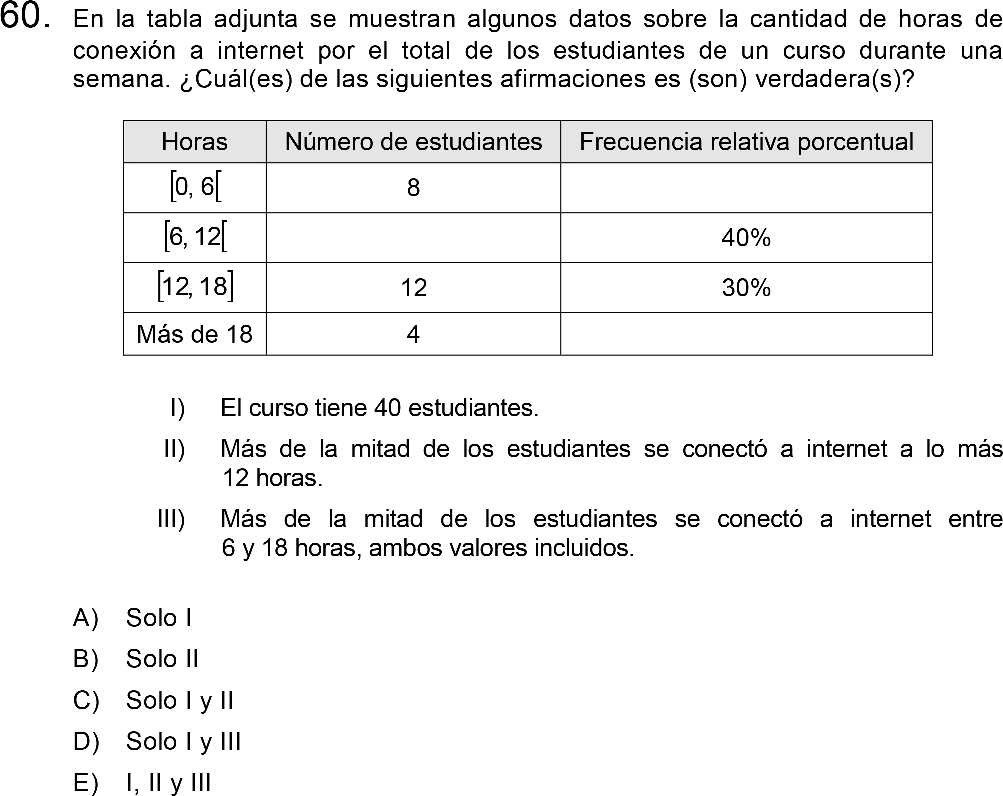 60. En la tabla adjunta se muestran algunos datos sobre la cantidad de horas de
conexión a internet por el total de los estudiantes de un curso durante una
semana. ¿Cuál(es) de las siguientes afirmaciones es (son) verdadera(s)?
Horas Número de estudiantes Frecuencia relativa porcentual
[0, 6[ 8
[6, 12[ 40%
[12, 18] 12 30%
Más de 18 4
I) El curso tiene 40 estudiantes.
II) Más de la mitad de los estudiantes se conectó a internet a lo más
12 horas.
III) Más de la mitad de los estudiantes se conectó a internet entre
6 y 18 horas, ambos valores incluidos.
A) Solo I
B) Solo II
C) Solo I y II
D) Solo I y III
E) I, II y III